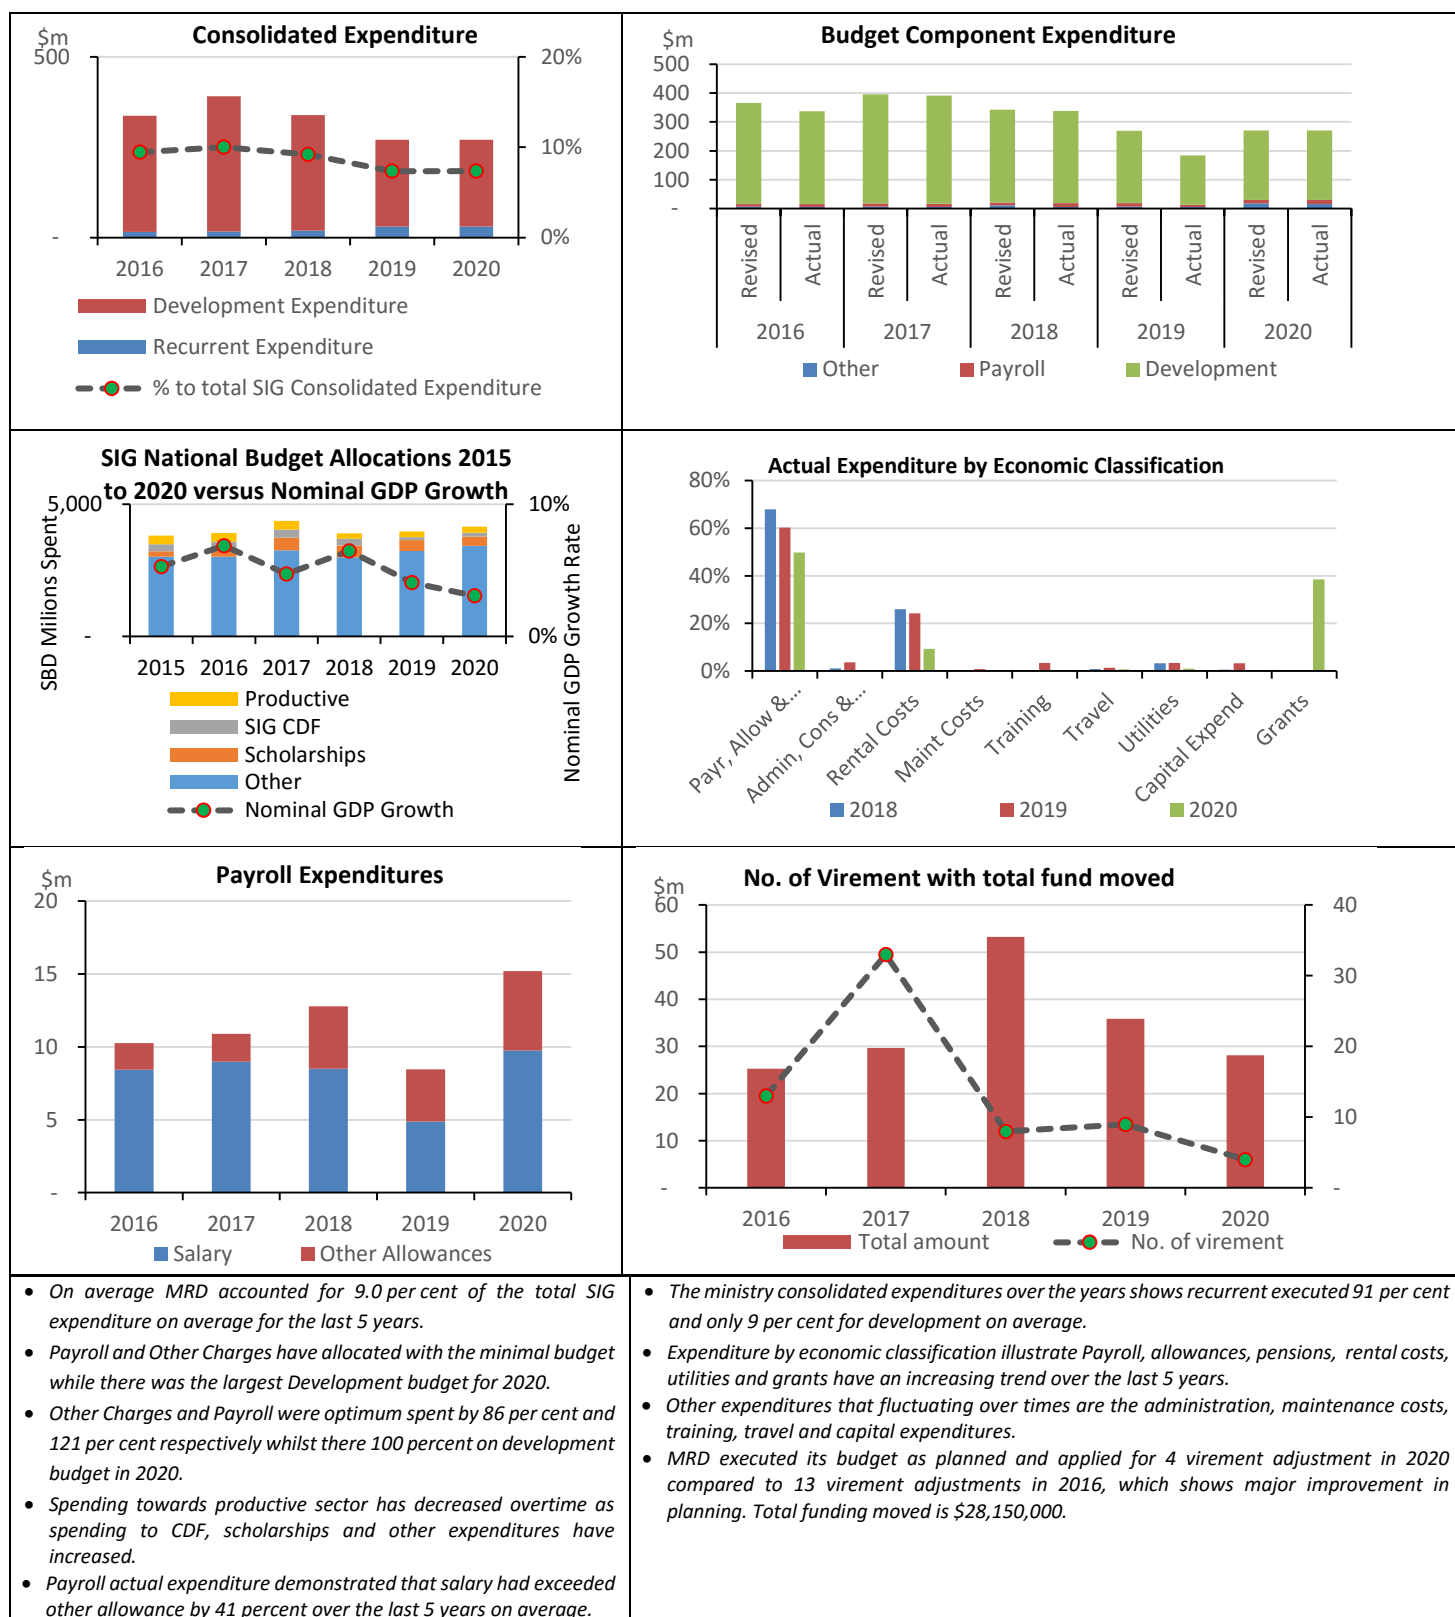 Consolidated Expenditure
$m
500
-
20%
10%
0%
2016 2017 2018 2019 2020
Development Expenditure
Recurrent Expenditure
% to total SIG Consolidated Expenditure
Budget Component Expenditure
$m
500
400
300
200
100
-
Revised Actual Revised Actual Revised Actual Revised Actual Revised Actual
2016 2017 2018 2019 2020
Other Payroll Development
SIG National Budget Allocations 2015
to 2020 versus Nominal GDP Growth
5,000
-
10%
0%
SBD Milions Spent
Nominal GDP Growth Rate
2015 2016 2017 2018 2019 2020
Productive
SIG CDF
Scholarships
Other
Nominal GDP Growth
Actual Expenditure by Economic Classification
80%
60%
40%
20%
0%
Payr, Allow &...
Admin, Cons &...
Rental Costs
Maint Costs
Training
Travel
Utilities
Capital Expend
Grants
2018 2019 2020
Payroll Expenditures
$m
20
15
10
5
-
2016 2017 2018 2019 2020
Salary Other Allowances
No. of Virement with total fund moved
$m
60
50
40
30
20
10
-
40
30
20
10
-
2016 2017 2018 2019 2020
Total amount No. of virement
• On average MRD accounted for 9.0 per cent of the total SIG
expenditure on average for the last 5 years.
• Payroll and Other Charges have allocated with the minimal budget
while there was the largest Development budget for 2020.
• Other Charges and Payroll were optimum spent by 86 per cent and
121 per cent respectively whilst there 100 percent on development
budget in 2020.
• Spending towards productive sector has decreased overtime as
spending to CDF, scholarships and other expenditures have
increased.
• Payroll actual expenditure demonstrated that salary had exceeded
other allowance by 41 percent over the last 5 years on average.
• The ministry consolidated expenditures over the years shows recurrent executed 91 per cent
and only 9 per cent for development on average.
• Expenditure by economic classification illustrate Payroll, allowances, pensions, rental costs,
utilities and grants have an increasing trend over the last 5 years.
• Other expenditures that fluctuating over times are the administration, maintenance costs,
training, travel and capital expenditures.
• MRD executed its budget as planned and applied for 4 virement adjustment in 2020
compared to 13 virement adjustments in 2016, which shows major improvement in
planning. Total funding moved is $28,150,000.